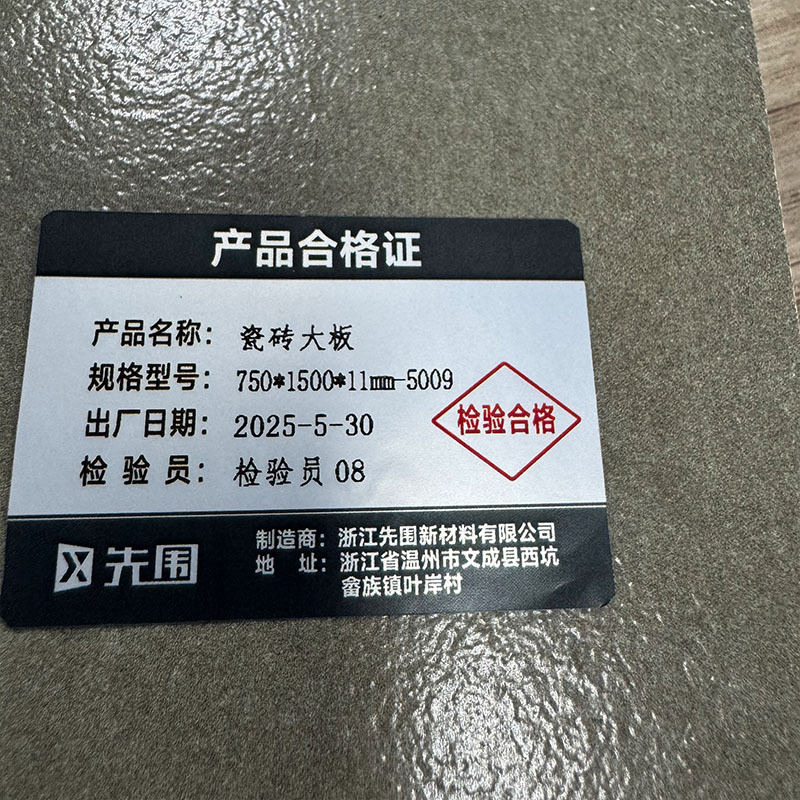 产品合格证
产品名称： 瓷砖大板
规格型号： 750*1500*11mm-5009
出厂日期： 2025-5-30
检验员： 检验员 08
检验合格
先围
制造商：浙江先围新材料有限公司
地 址：浙江省温州市文成县西坑
畲族镇叶岸村